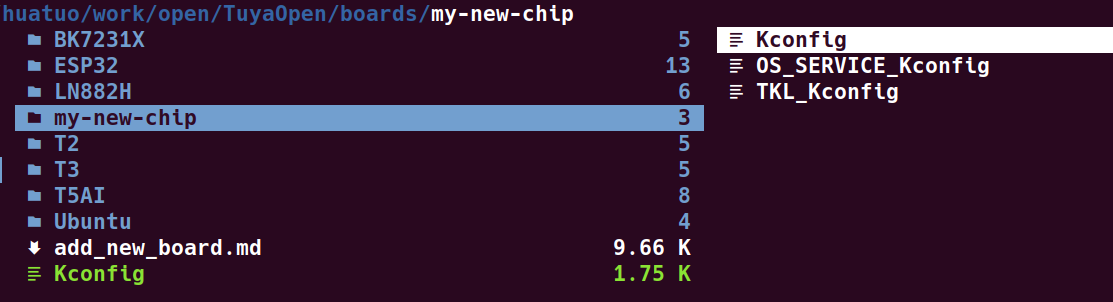 huatuo/work/open/TuyaOpen/boards/my-new-chip
BK7231X 5
ESP32 13
LN882H 6
my-new-chip 3
T2 5
T3 5
T5AI 8
Ubuntu 4
add_new_board.md 9.66 K
Kconfig 1.75 K
Kconfig
OS_SERVICE_Kconfig
TKL_Kconfig